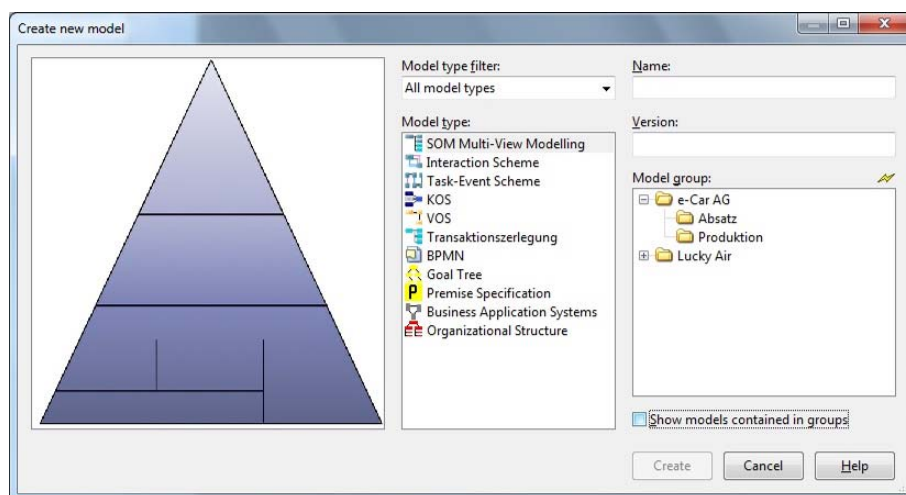 Create new model
Model type filter:
All model types
Model type:
SOM Multi-View Modelling
Interaction Scheme
Task-Event Scheme
KOS
VOS
Transaktionszerlegung
BPMN
Goal Tree
P Premise Specification
Business Application Systems
Organizational Structure
Name:
Version:
Model group:
e-Car AG
Absatz
Produktion
Lucky Air
Show models contained in groups
Create
Cancel
Help